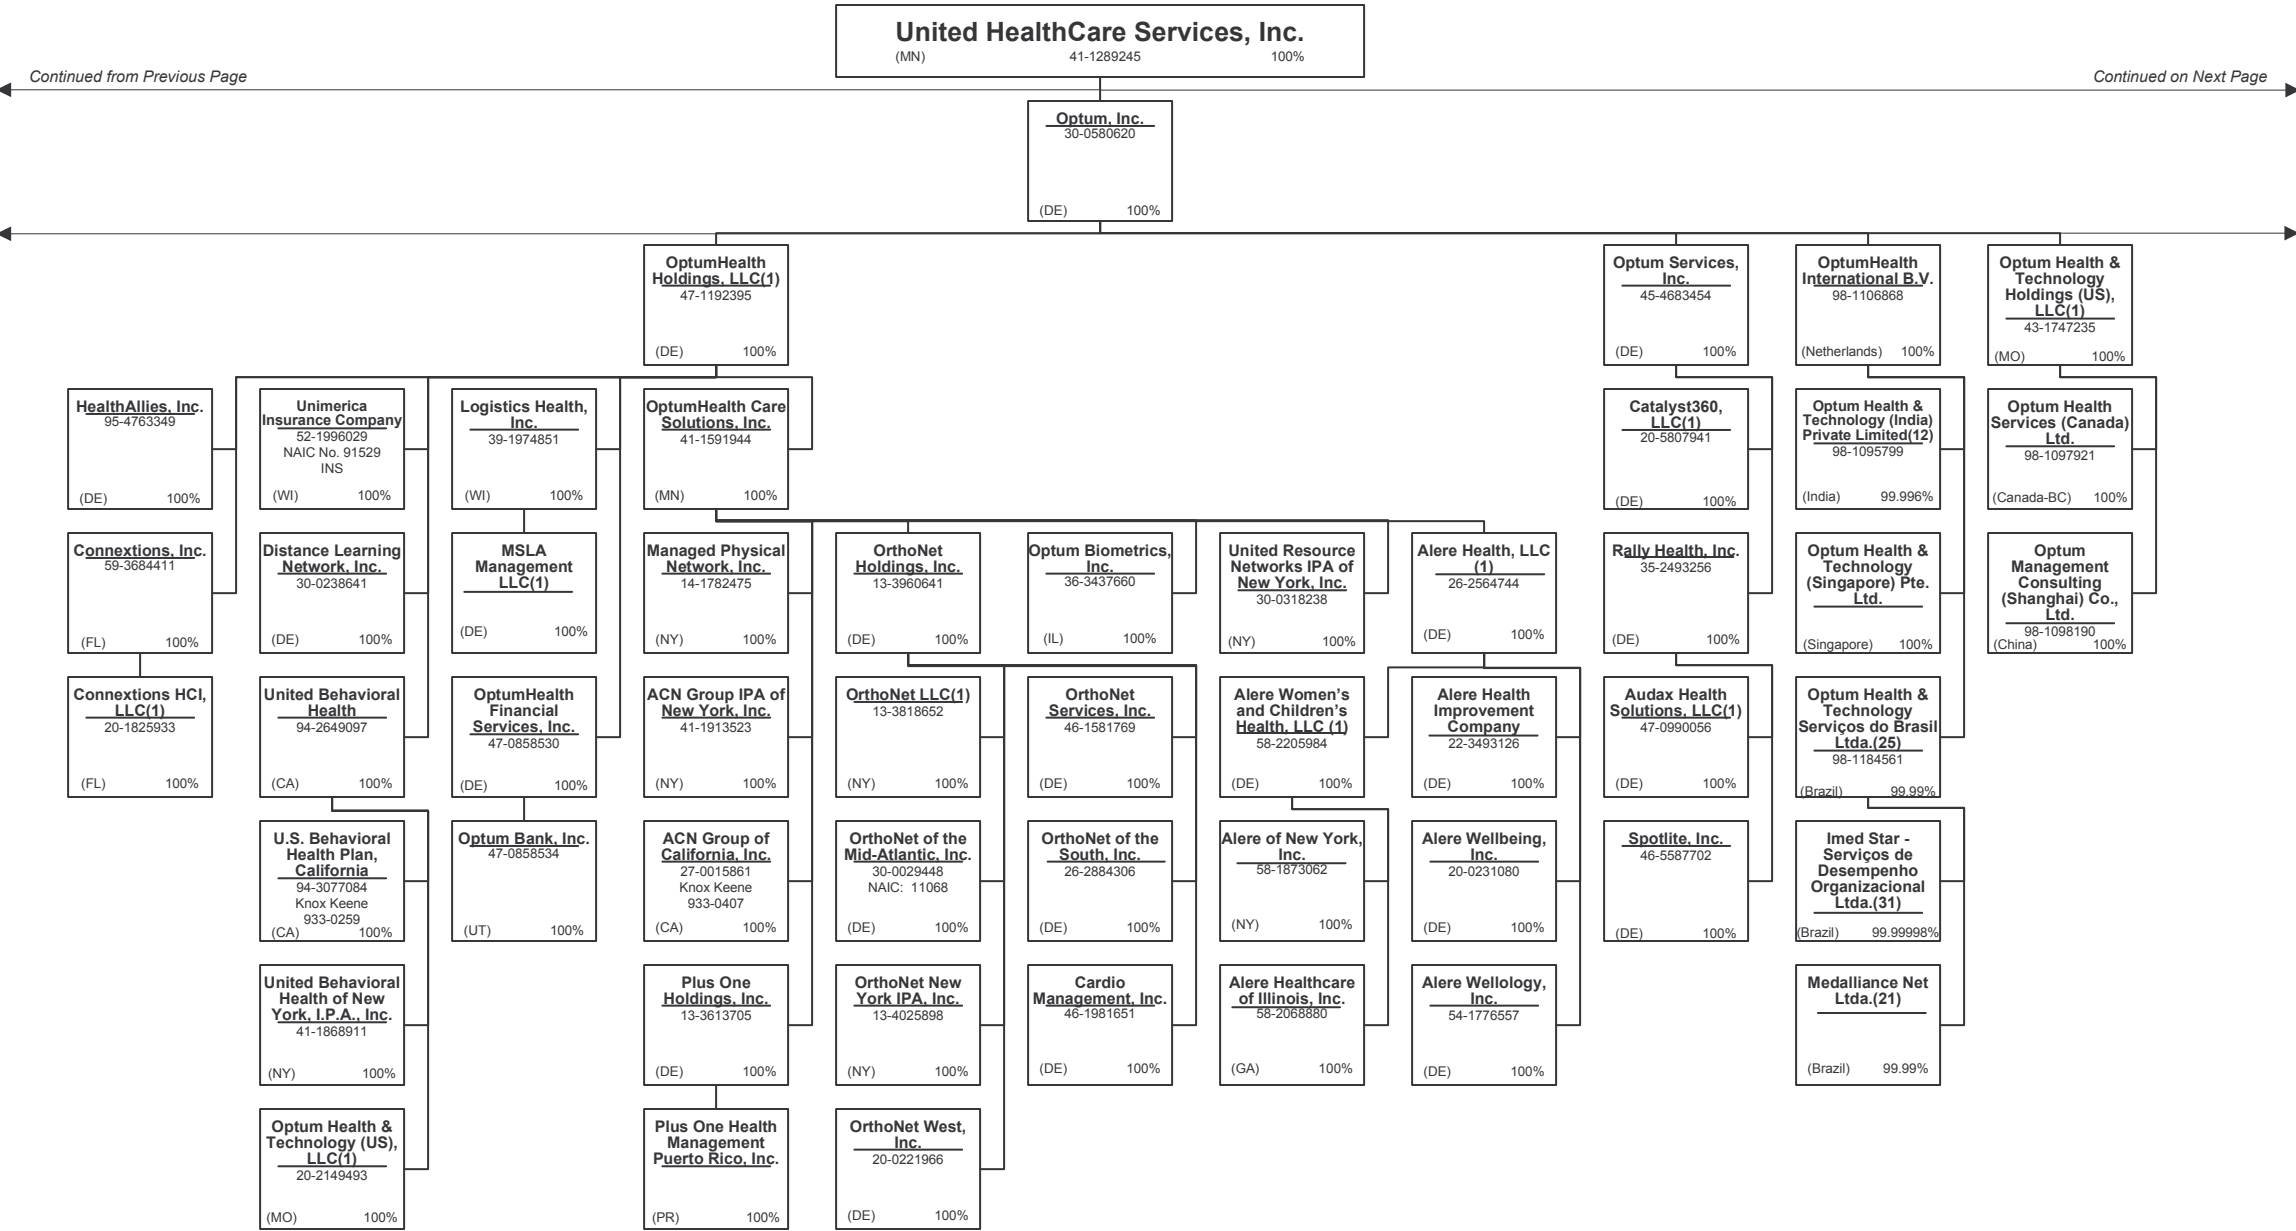 United HealthCare Services, Inc.
(MN) 41-1289245 100%
Continued from Previous Page
Continued on Next Page
Optum, Inc.
30-0580620
(DE) 100%
OptumHealth
Holdings, LLC(1)
47-1192395
(DE) 100%
Optum Services,
Inc.
45-4683454
(DE) 100%
OptumHealth
International B.V.
98-1106868
(Netherlands) 100%
Optum Health &
Technology
Holdings (US),
LLC(1)
43-1747235
(MO) 100%
HealthAllies, Inc.
95-4763349
(DE) 100%
Unimerica
Insurance Company
52-1996029
NAIC No. 91529
INS
(WI) 100%
Logistics Health,
Inc.
39-1974851
(WI) 100%
OptumHealth Care
Solutions, Inc.
41-1591944
(MN) 100%
Catalyst360,
LLC(1)
20-5807941
(DE) 100%
Optum Health &
Technology (India)
Private Limited(12)
98-1095799
(India) 99.996%
Optum Health
Services (Canada)
Ltd.
98-1097921
(Canada-BC) 100%
Connextions, Inc.
59-3684411
(FL) 100%
Distance Learning
Network, Inc.
30-0238641
(DE) 100%
MSLA
Management
LLC(1)
(DE) 100%
Managed Physical
Network, Inc.
14-1782475
(NY) 100%
OrthoNet
Holdings, Inc.
13-3960641
(DE) 100%
Optum Biometrics,
Inc.
36-3437660
(IL) 100%
United Resource
Networks IPA of
New York, Inc.
30-0318238
(NY) 100%
Alere Health, LLC
(1)
26-2564744
(DE) 100%
Rally Health, Inc.
35-2493256
(DE) 100%
Optum Health &
Technology
(Singapore) Pte.
Ltd.
(Singapore) 100%
Optum
Management
Consulting
(Shanghai) Co.,
Ltd.
98-1098190
(China) 100%
Connextions HCI,
LLC(1)
20-1825933
(FL) 100%
United Behavioral
Health
94-2649097
(CA) 100%
OptumHealth
Financial
Services, Inc.
47-0858530
(DE) 100%
ACN Group IPA of
New York, Inc.
41-1913523
(NY) 100%
OrthoNet LLC(1)
13-3818652
(NY) 100%
OrthoNet
Services, Inc.
46-1581769
(DE) 100%
Alere Women's
and Children's
Health, LLC (1)
58-2205984
(DE) 100%
Alere Health
Improvement
Company
22-3493126
(DE) 100%
Audax Health
Solutions, LLC(1)
47-0990056
(DE) 100%
Optum Health &
Technology
Serviços do Brasil
Ltda.(25)
98-1184561
(Brazil) 99.99%
U.S. Behavioral
Health Plan,
California
94-3077084
Knox Keene
933-0259
(CA) 100%
Optum Bank, Inc.
47-0858534
(UT) 100%
ACN Group of
California, Inc.
27-0015861
Knox Keene
933-0407
(CA) 100%
OrthoNet of the
Mid-Atlantic, Inc.
30-0029448
NAIC: 11068
(DE) 100%
OrthoNet of the
South, Inc.
26-2884306
(DE) 100%
Alere of New York,
Inc.
58-1873062
(NY) 100%
Alere Wellbeing,
Inc.
20-0231080
(DE) 100%
Spotlite, Inc.
46-5587702
(DE) 100%
Imed Star -
Serviços de
Desempenho
Organizacional
Ltda.(31)
(Brazil) 99.99998%
United Behavioral
Health of New
York, I.P.A., Inc.
41-1868911
(NY) 100%
Plus One
Holdings, Inc.
13-3613705
(DE) 100%
OrthoNet New
York IPA, Inc.
13-4025898
(NY) 100%
Cardio
Management, Inc.
46-1981651
(DE) 100%
Alere Healthcare
of Illinois, Inc.
58-2068880
(GA) 100%
Alere Wellology,
Inc.
54-1776557
(DE) 100%
Medalliance Net
Ltda.(21)
(Brazil) 99.99%
Optum Health &
Technology (US),
LLC(1)
20-2149493
(MO) 100%
Plus One Health
Management
Puerto Rico, Inc.
(PR) 100%
OrthoNet West,
Inc.
20-0221966
(DE) 100%